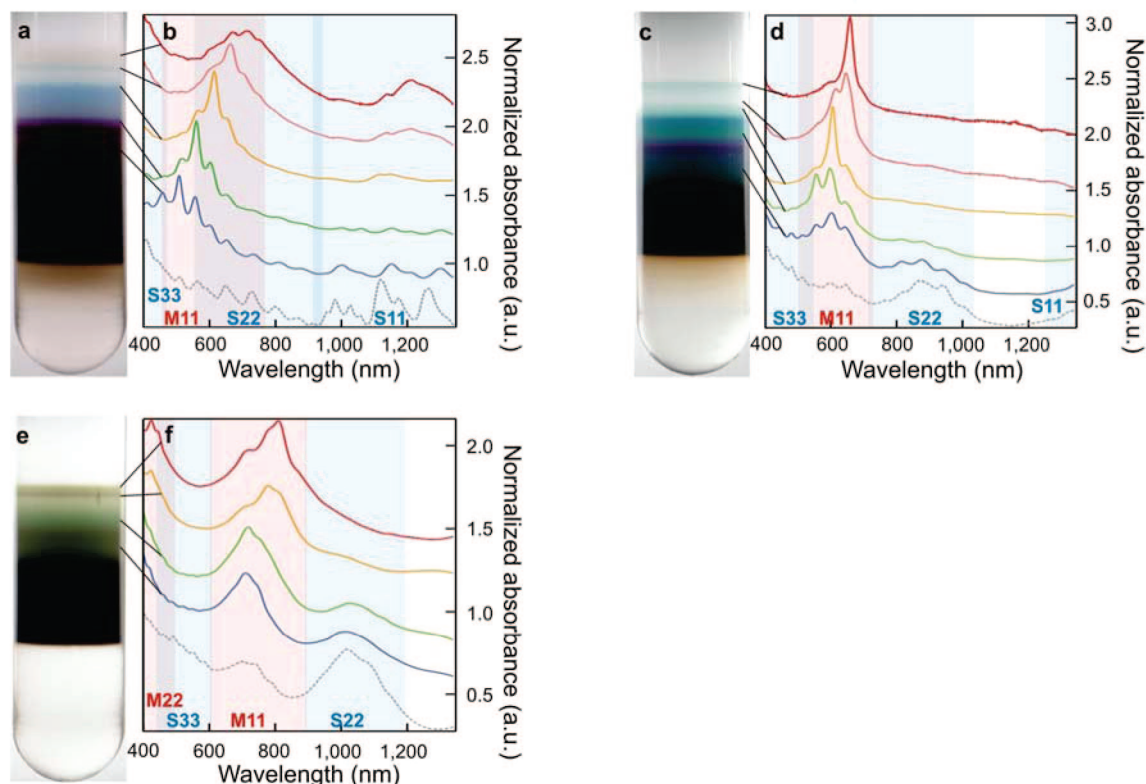 a
b
2.5
2.0
1.5
1.0
S33
M11
S22
S11
400 600 800 1,000 1,200
Wavelength (nm)
Normalized absorbance (a.u.)
c
d
3.0
2.5
2.0
1.5
1.0
0.5
S33
M11
S22
S11
400 600 800 1,000 1,200
Wavelength (nm)
Normalized absorbance (a.u.)
e
f
2.0
1.5
1.0
0.5
M22
S33
M11
S22
400 600 800 1,000 1,200
Wavelength (nm)
Normalized absorbance (a.u.)